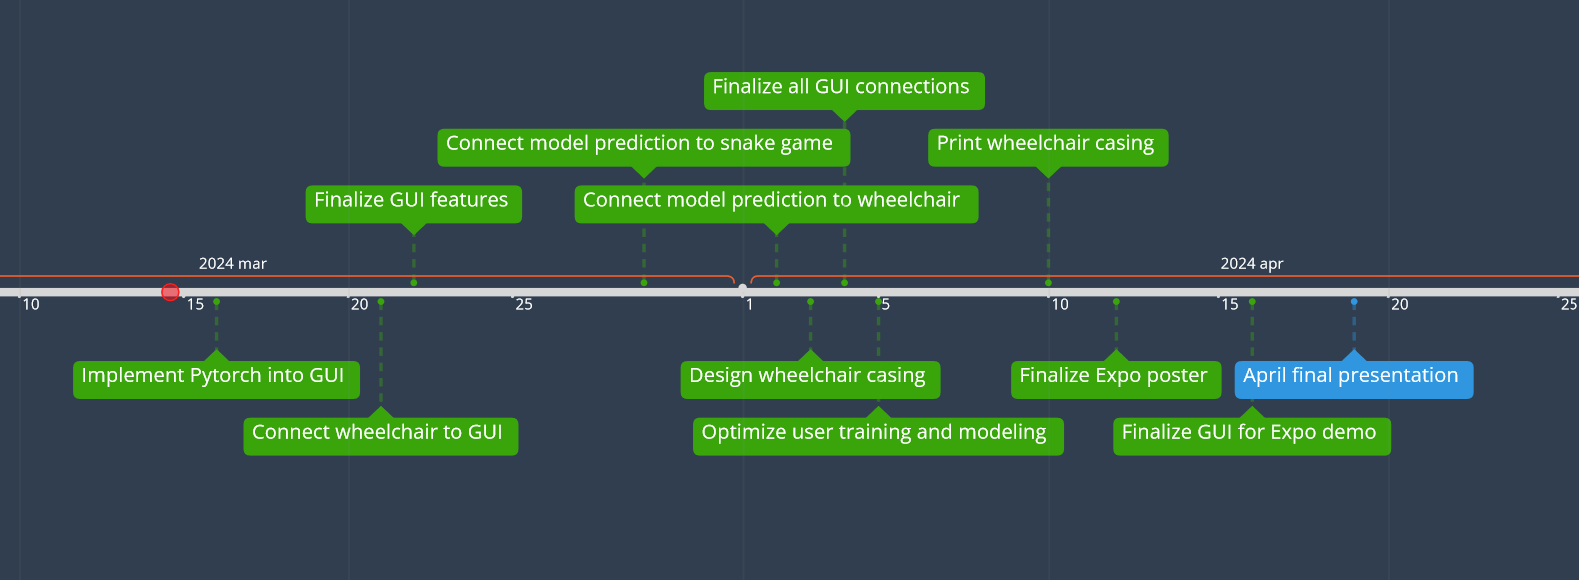 Finalize all GUI connections
Connect model prediction to snake game
Print wheelchair casing
Finalize GUI features
Connect model prediction to wheelchair
2024 mar
2024 apr
10
15
20
25
1
5
10
15
20
25
Implement Pytorch into GUI
Design wheelchair casing
Finalize Expo poster
April final presentation
Connect wheelchair to GUI
Optimize user training and modeling
Finalize GUI for Expo demo